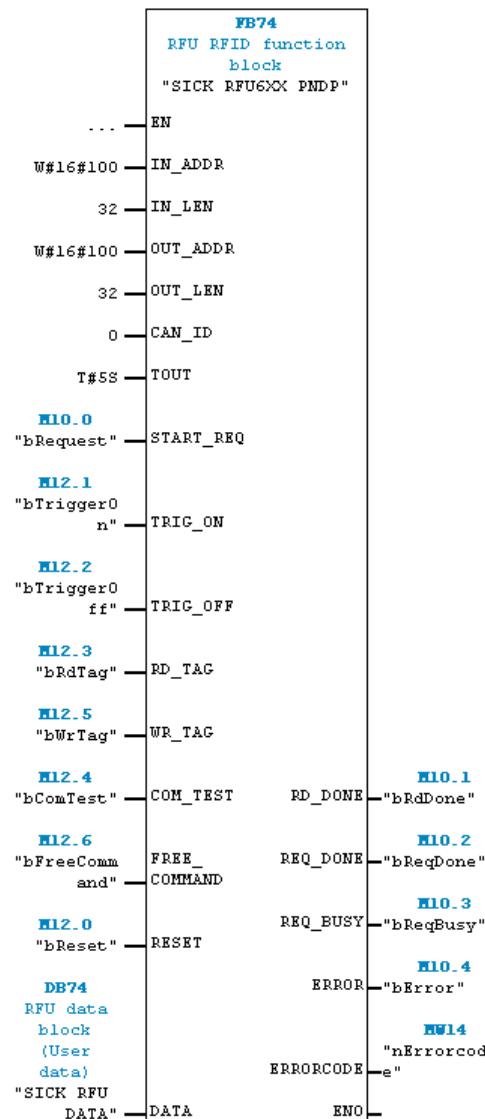 FB74
RFU RFID function
block
"SICK RFU6XX PNDP"
... EN
W#16#100 IN_ADDR
32 IN_LEN
W#16#100 OUT_ADDR
32 OUT_LEN
0 CAN_ID
T#5S TOUT
M10.0
"bRequest" START_REQ
M12.1
"bTriggerO
n" TRIG_ON
M12.2
"bTriggerO
ff" TRIG_OFF
M12.3
"bRdTag" RD_TAG
M12.5
"bWrTag" WR_TAG
M12.4 M10.1
"bComTest" COM_TEST RD_DONE "bRdDone"
M12.6 M10.2
"bFreeComm FREE_ REQ_DONE "bReqDone"
and" COMMAND
M12.0 M10.3
"bReset" RESET REQ_BUSY "bReqBusy"
DB74 M10.4
RFU data ERROR "bError"
block
(User MW14
data) "nErrorcod
"SICK RFU ERRORCODE e"
DATA" DATA ENO